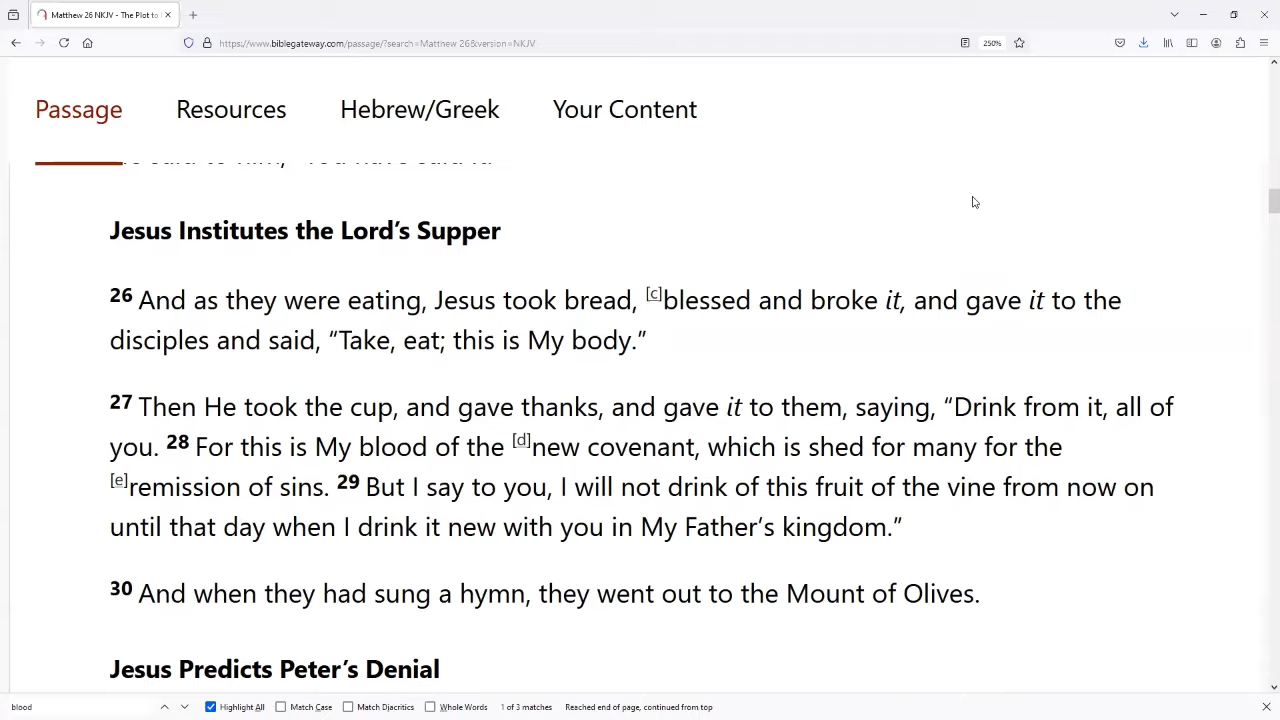 Matthew 26 NKJV - The Plot to
https://www.biblegateway.com/passage/?search=Matthew 26&version=NKJV
250%
Passage Resources Hebrew/Greek Your Content
said to him, "You have said it."
Jesus Institutes the Lord’s Supper
26 And as they were eating, Jesus took bread, [c]blessed and broke it, and gave it to the
disciples and said, “Take, eat; this is My body.”
27 Then He took the cup, and gave thanks, and gave it to them, saying, “Drink from it, all of
you. 28 For this is My blood of the [d]new covenant, which is shed for many for the
[e]remission of sins. 29 But I say to you, I will not drink of this fruit of the vine from now on
until that day when I drink it new with you in My Father’s kingdom.”
30 And when they had sung a hymn, they went out to the Mount of Olives.
Jesus Predicts Peter’s Denial
blood Highlight All Match Case Match Diacritics Whole Words 1 of 3 matches Reached end of page, continued from top